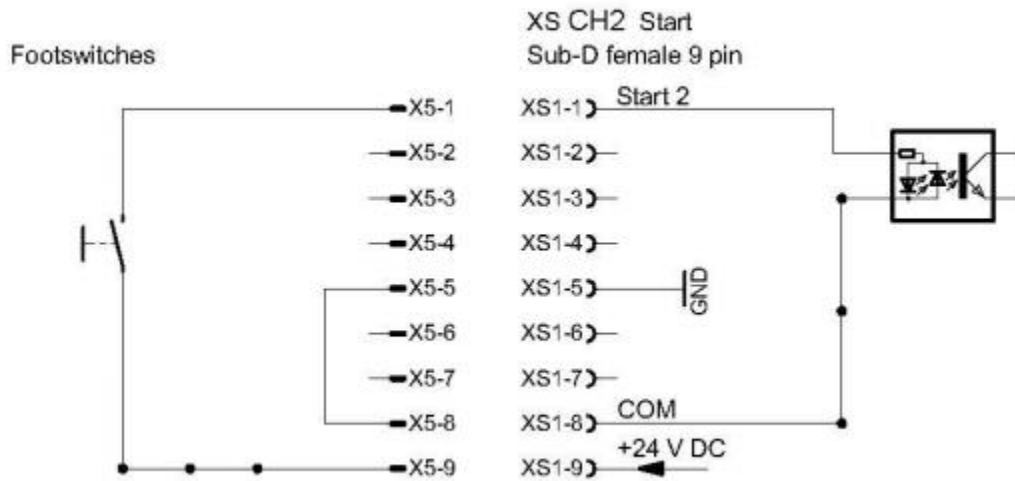 XS CH2 Start
Footswitches
Sub-D female 9 pin
X5-1
XS1-1
Start 2
X5-2
XS1-2
X5-3
XS1-3
X5-4
XS1-4
X5-5
XS1-5
GND
X5-6
XS1-6
X5-7
XS1-7
X5-8
XS1-8
COM
+24 V DC
X5-9
XS1-9